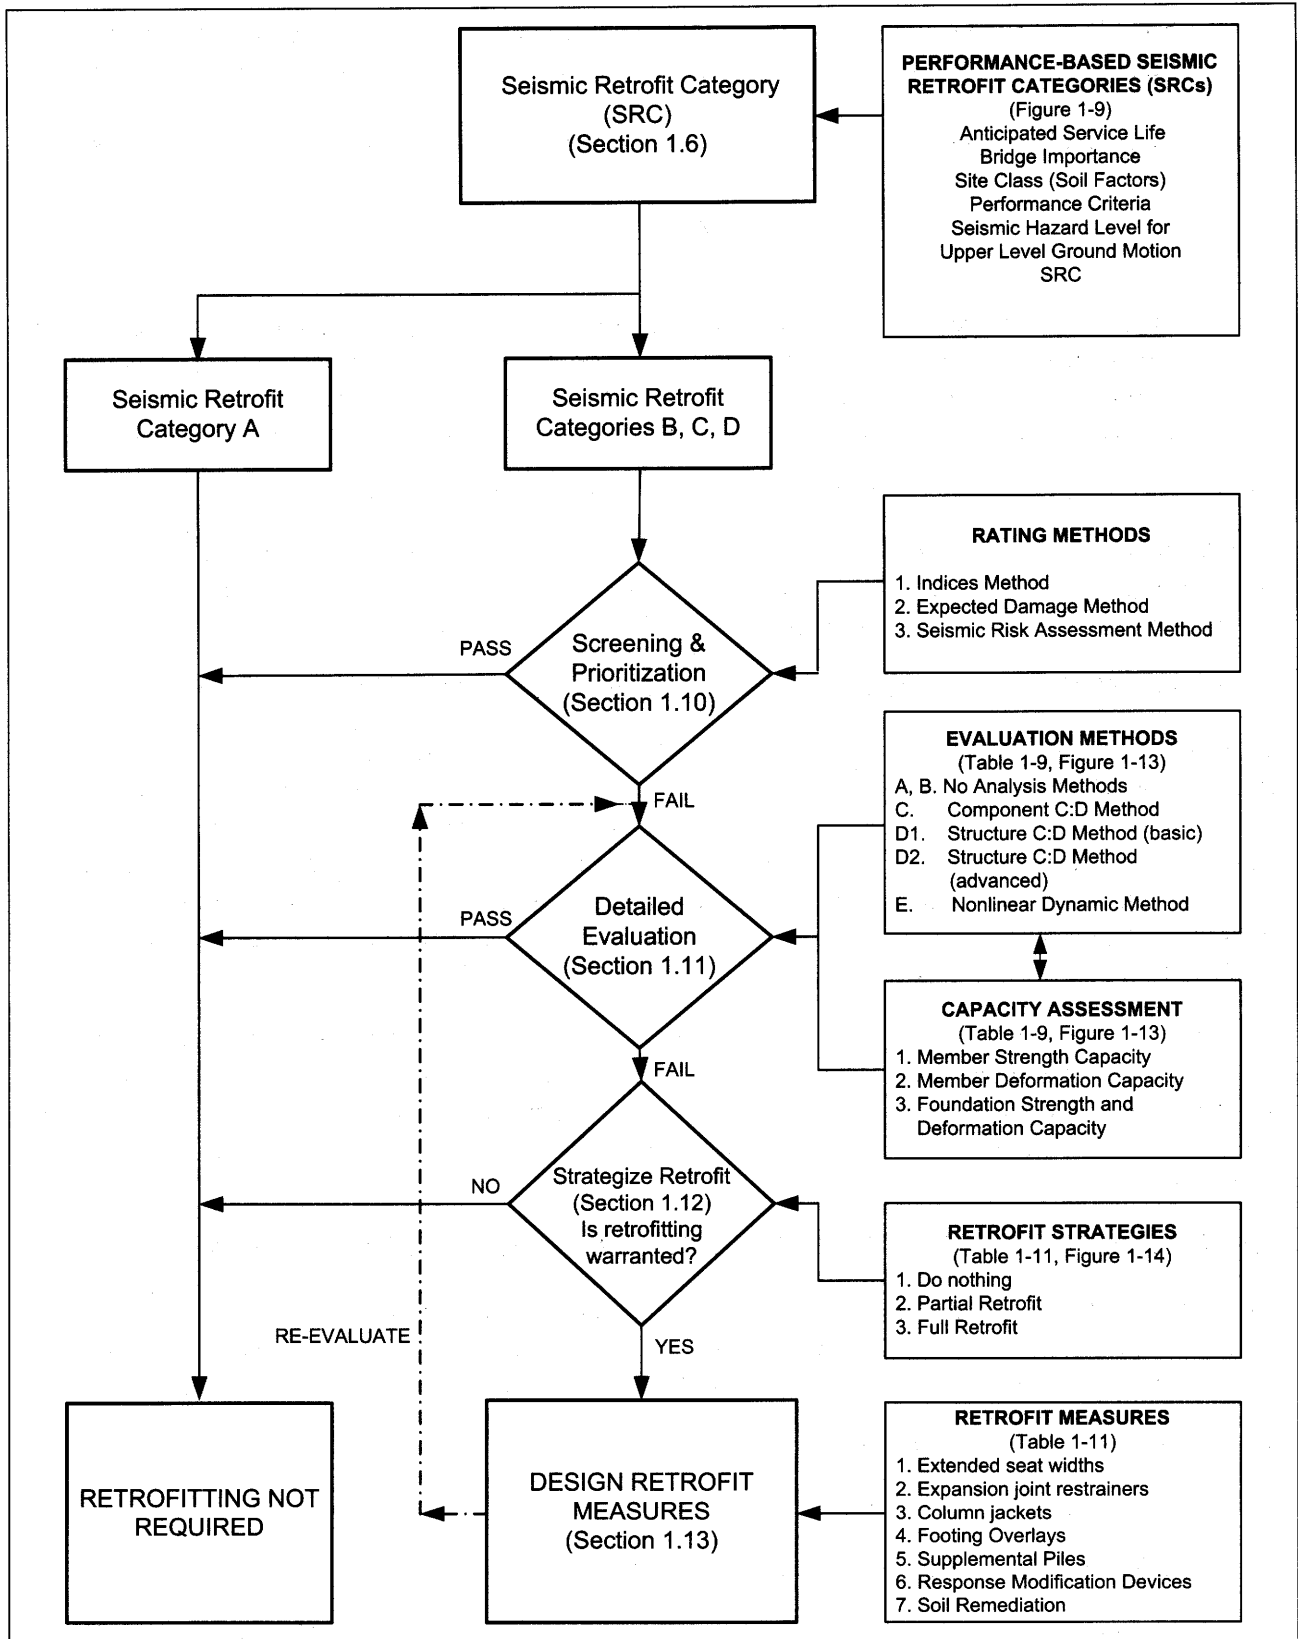 Seismic Retrofit Category
(SRC)
(Section 1.6)
PERFORMANCE-BASED SEISMIC
RETROFIT CATEGORIES (SRCs)
(Figure 1-9)
Anticipated Service Life
Bridge Importance
Site Class (Soil Factors)
Performance Criteria
Seismic Hazard Level for
Upper Level Ground Motion
SRC
Seismic Retrofit
Category A
Seismic Retrofit
Categories B, C, D
RATING METHODS
1. Indices Method
2. Expected Damage Method
3. Seismic Risk Assessment Method
PASS
Screening &
Prioritization
(Section 1.10)
FAIL
EVALUATION METHODS
(Table 1-9, Figure 1-13)
A, B. No Analysis Methods
C. Component C:D Method
D1. Structure C:D Method (basic)
D2. Structure C:D Method
(advanced)
E. Nonlinear Dynamic Method
PASS
Detailed
Evaluation
(Section 1.11)
FAIL
CAPACITY ASSESSMENT
(Table 1-9, Figure 1-13)
1. Member Strength Capacity
2. Member Deformation Capacity
3. Foundation Strength and
Deformation Capacity
NO
Strategize Retrofit
(Section 1.12)
Is retrofitting
warranted?
YES
RETROFIT STRATEGIES
(Table 1-11, Figure 1-14)
1. Do nothing
2. Partial Retrofit
3. Full Retrofit
RE-EVALUATE
RETROFITTING NOT
REQUIRED
DESIGN RETROFIT
MEASURES
(Section 1.13)
RETROFIT MEASURES
(Table 1-11)
1. Extended seat widths
2. Expansion joint restrainers
3. Column jackets
4. Footing Overlays
5. Supplemental Piles
6. Response Modification Devices
7. Soil Remediation